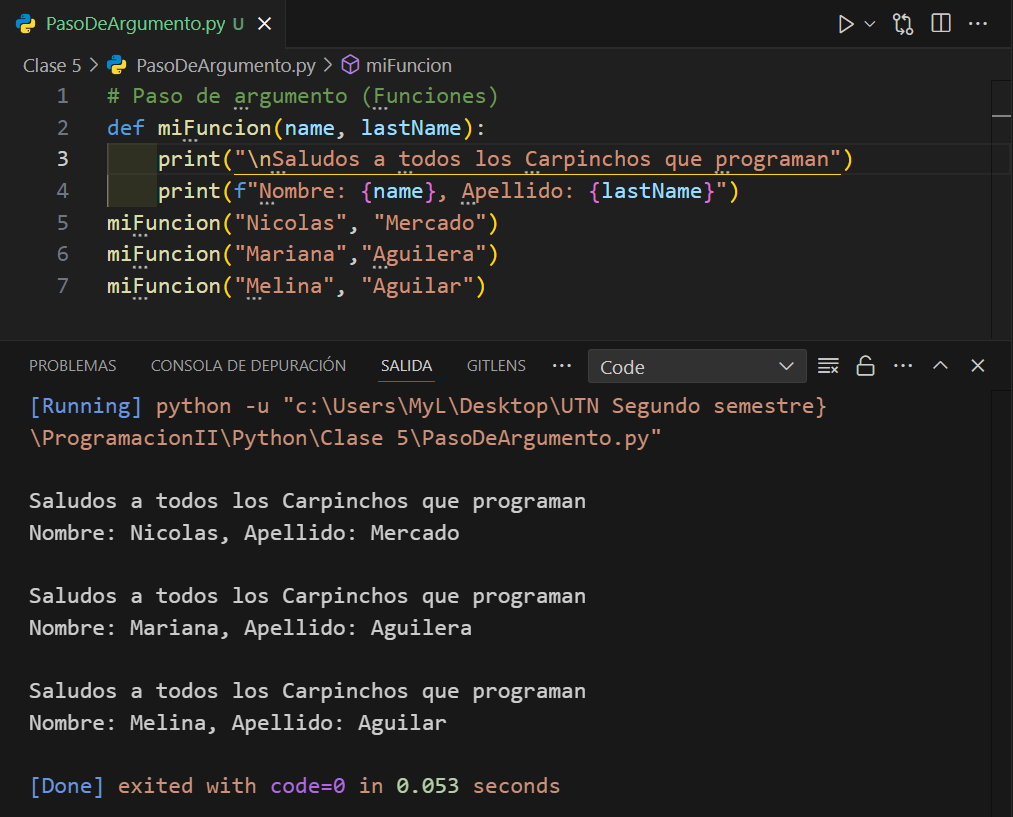 PasoDeArgumento.py U
Clase 5 > PasoDeArgumento.py > miFuncion
1 # Paso de argumento (Funciones)
2 def miFuncion(name, lastName):
3     print("\nSaludos a todos los Carpinchos que programan")
4     print(f"Nombre: {name}, Apellido: {lastName}")
5 miFuncion("Nicolas", "Mercado")
6 miFuncion("Mariana","Aguilera")
7 miFuncion("Melina", "Aguilar")
PROBLEMAS CONSOLA DE DEPURACIÓN SALIDA GITLENS ... Code
[Running] python -u "c:\Users\MyL\Desktop\UTN Segundo semestre}
\ProgramacionII\Python\Clase 5\PasoDeArgumento.py"
Saludos a todos los Carpinchos que programan
Nombre: Nicolas, Apellido: Mercado
Saludos a todos los Carpinchos que programan
Nombre: Mariana, Apellido: Aguilera
Saludos a todos los Carpinchos que programan
Nombre: Melina, Apellido: Aguilar
[Done] exited with code=0 in 0.053 seconds